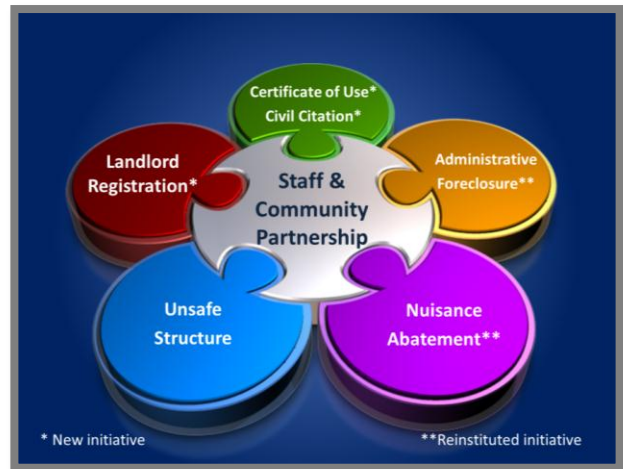 Certificate of Use*
Civil Citation*
Landlord
Registration*
Administrative
Foreclosure**
Staff &
Community
Partnership
Unsafe
Structure
Nuisance
Abatement**
* New initiative
**Reinstituted initiative